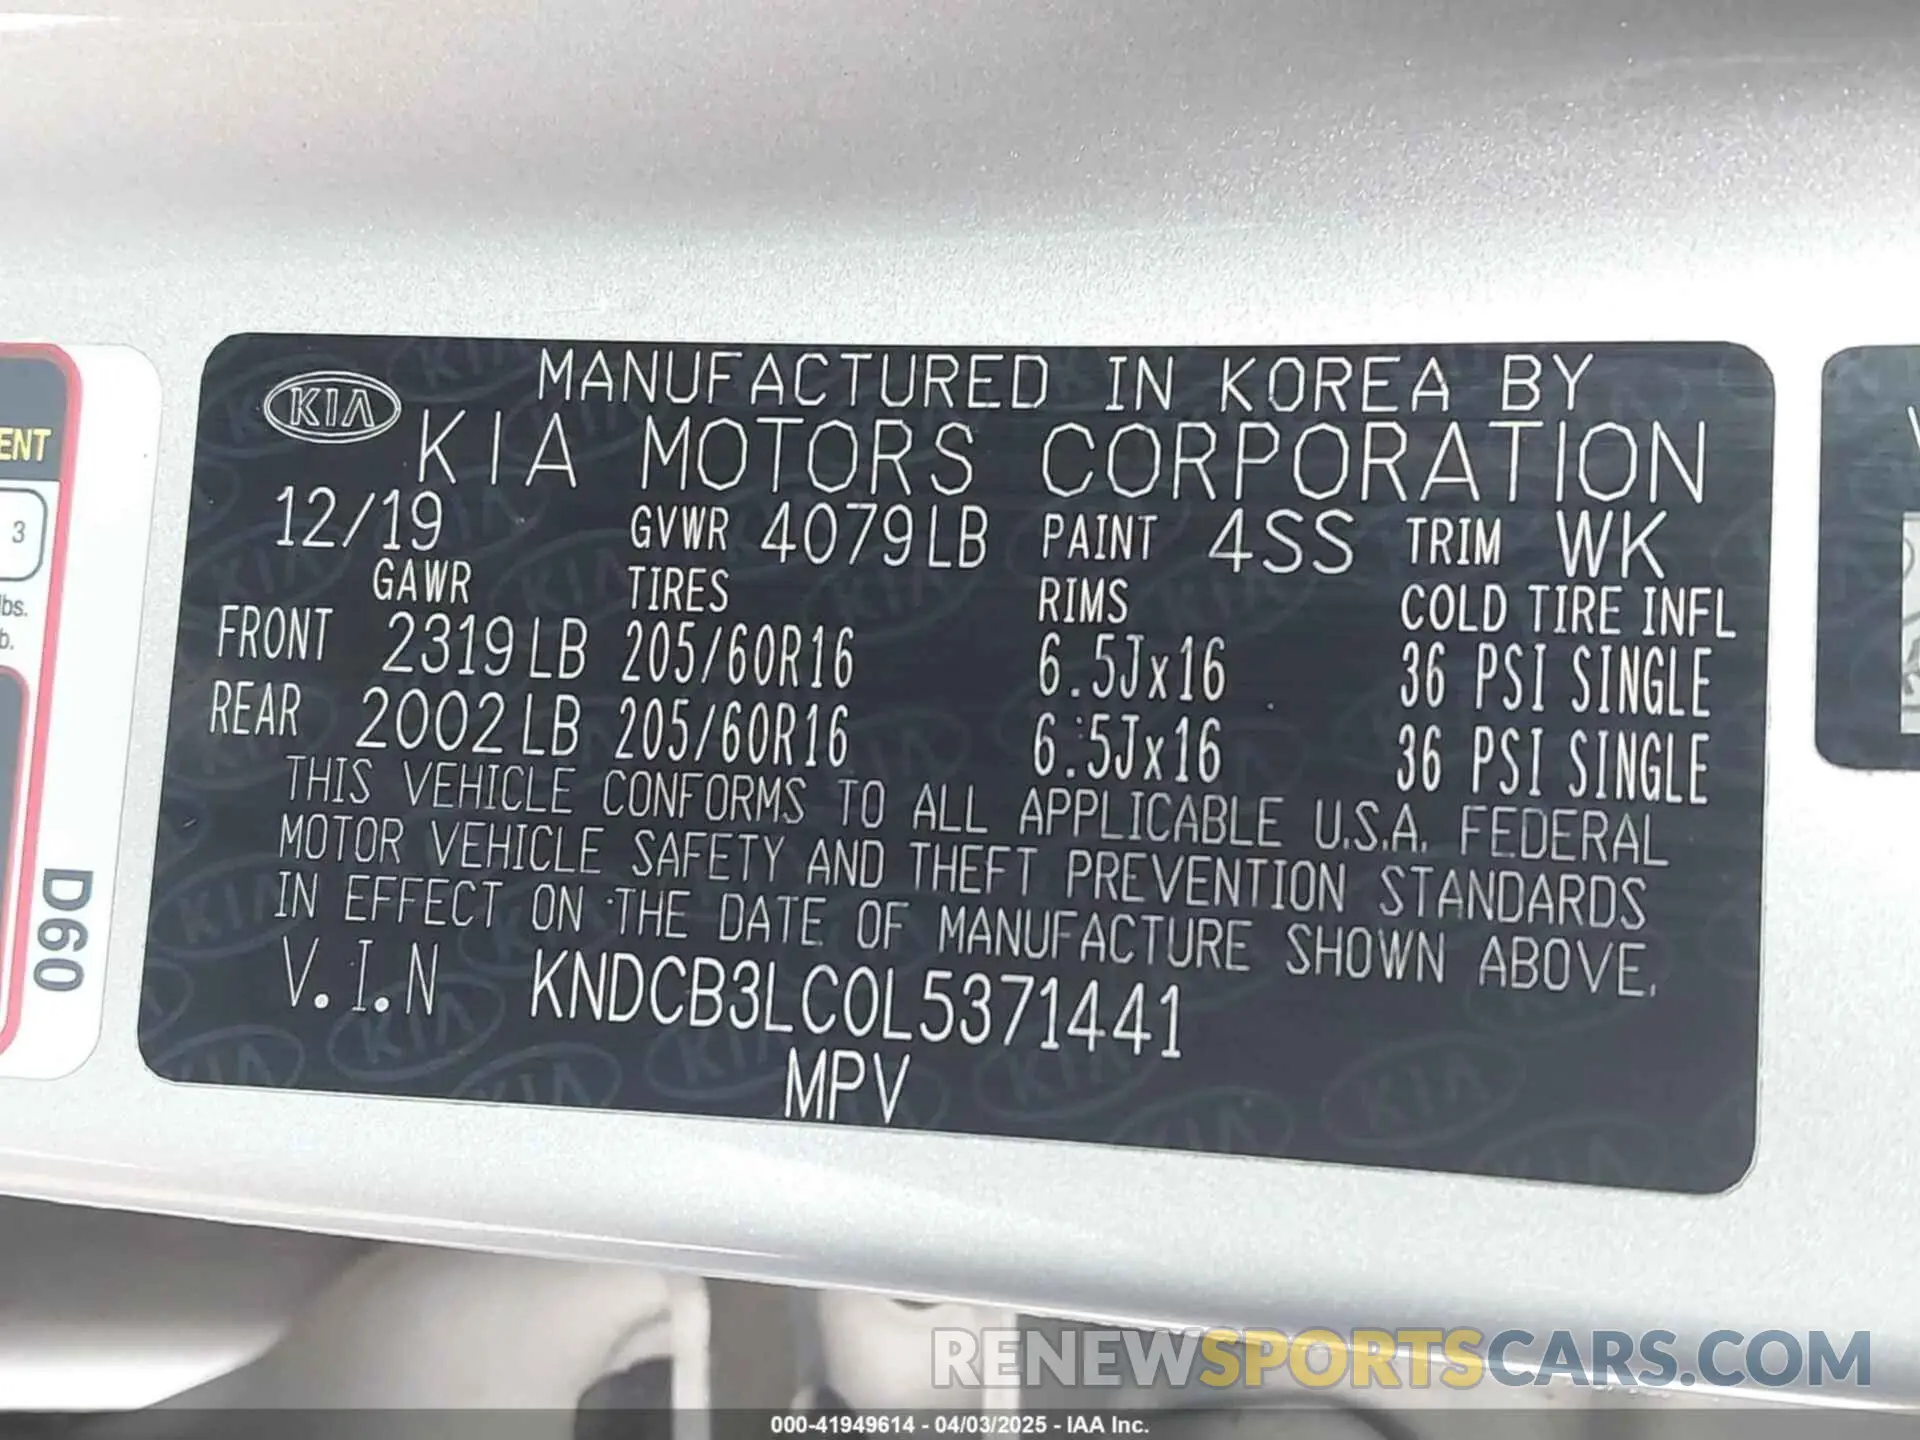 MANUFACTURED IN KOREA BY
KIA
KIA MOTORS CORPORATION
12/19 GVWR 4079LB PAINT 4SS TRIM WK
GAWR TIRES RIMS COLD TIRE INFL
FRONT 2319LB 205/60R16 6.5Jx16 36 PSI SINGLE
REAR 2002LB 205/60R16 6.5Jx16 36 PSI SINGLE
THIS VEHICLE CONFORMS TO ALL APPLICABLE U.S.A. FEDERAL
MOTOR VEHICLE SAFETY AND THEFT PREVENTION STANDARDS
IN EFFECT ON THE DATE OF MANUFACTURE SHOWN ABOVE.
V.I.N KNDCB3LC0L5371441
MPV
ENT
3
lbs.
b.
D60
RENEWSPORTSCARS.COM
000-41949614 - 04/03/2025 - IAA Inc.